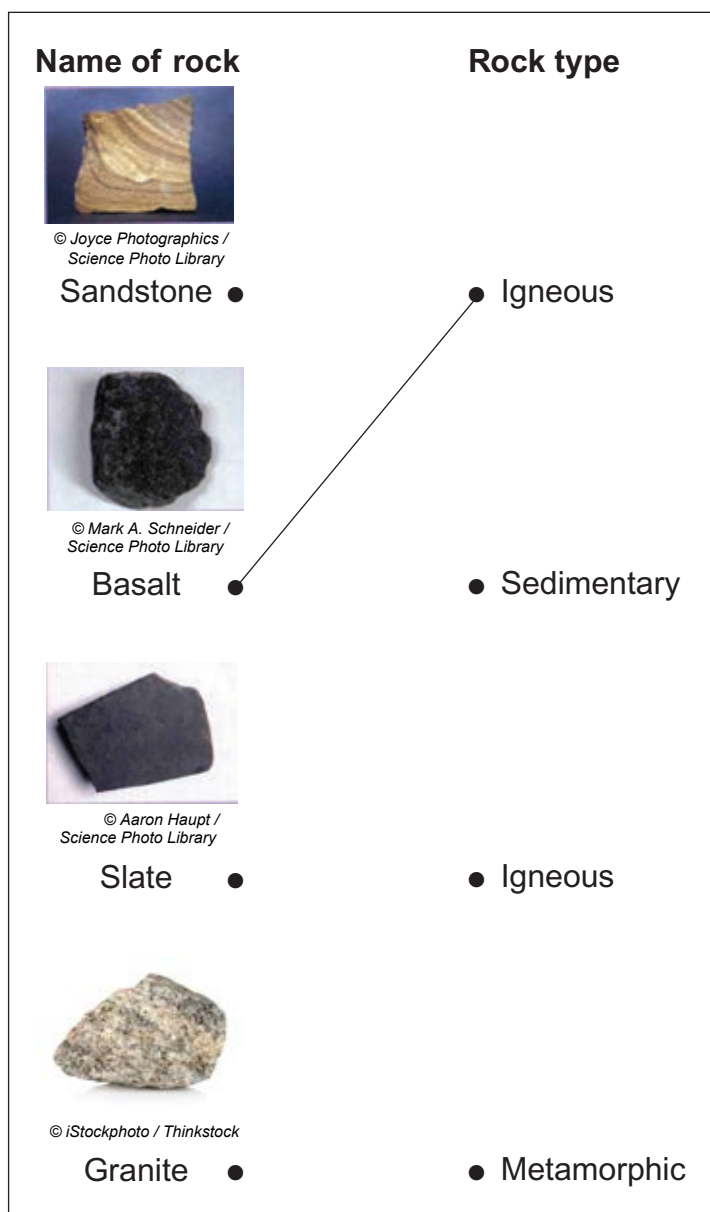 Name of rock
Rock type
© Joyce Photographics /
Science Photo Library
Sandstone
Igneous
© Mark A. Schneider /
Science Photo Library
Basalt
Sedimentary
© Aaron Haupt /
Science Photo Library
Slate
Igneous
© iStockphoto / Thinkstock
Granite
Metamorphic